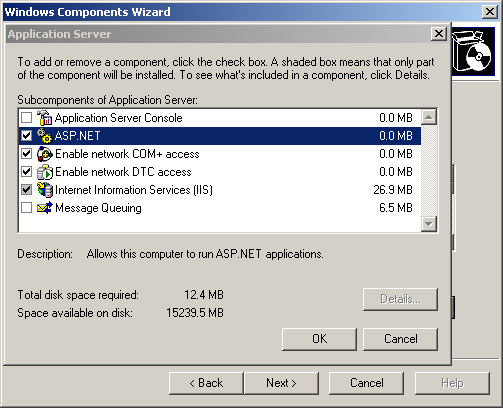 Windows Components Wizard
Application Server
To add or remove a component, click the check box. A shaded box means that only part
of the component will be installed. To see what's included in a component, click Details.
Subcomponents of Application Server:
Application Server Console 0.0 MB
ASP.NET 0.0 MB
Enable network COM+ access 0.0 MB
Enable network DTC access 0.0 MB
Internet Information Services (IIS) 26.9 MB
Message Queuing 6.5 MB
Description: Allows this computer to run ASP.NET applications.
Total disk space required: 12.4 MB
Space available on disk: 15239.5 MB
Details...
OK Cancel
< Back Next > Cancel Help